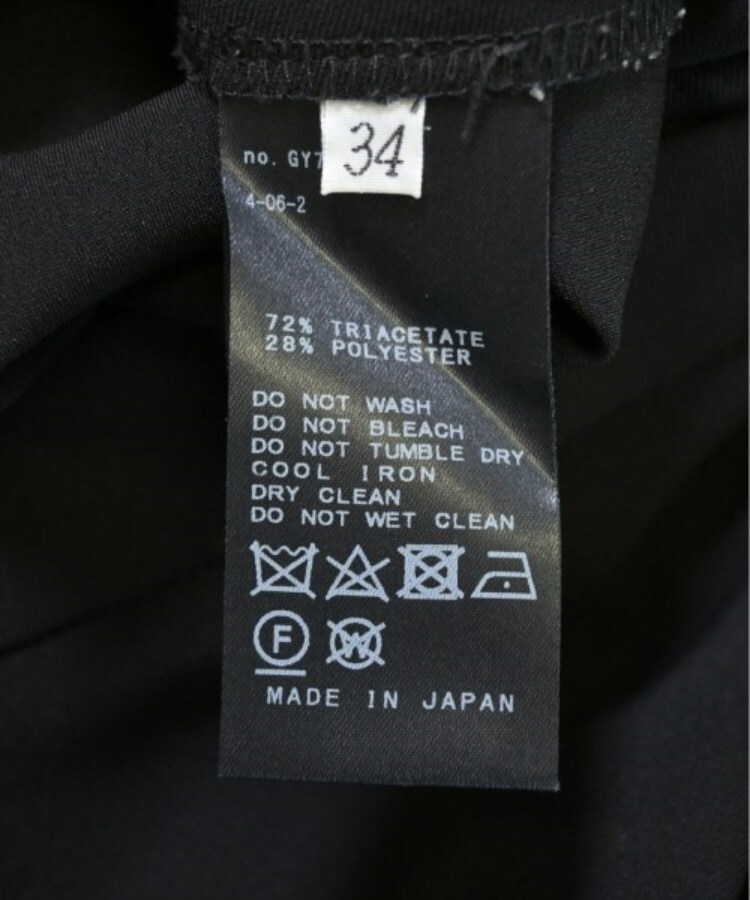 34
no. GY7
4-06-2
72% TRIACETATE
28% POLYESTER
DO NOT WASH
DO NOT BLEACH
DO NOT TUMBLE DRY
COOL IRON
DRY CLEAN
DO NOT WET CLEAN
F W
MADE IN JAPAN